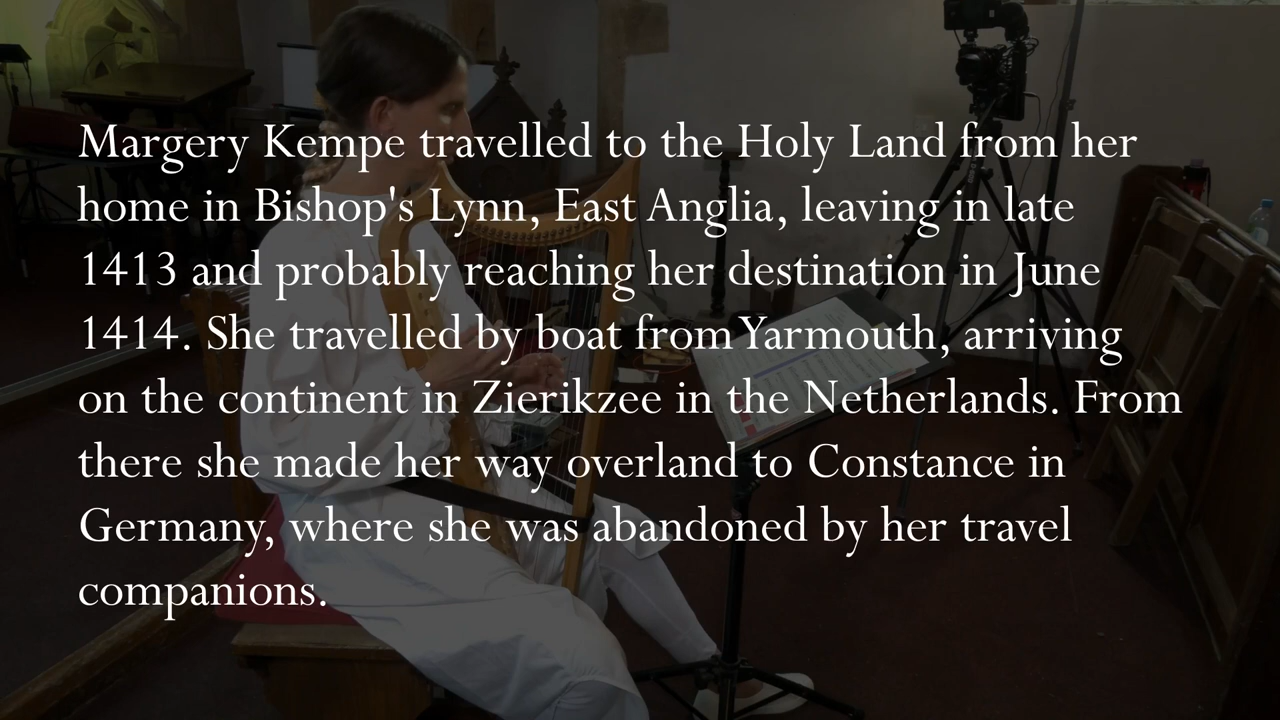 Margery Kempe travelled to the Holy Land from her
home in Bishop's Lynn, East Anglia, leaving in late
1413 and probably reaching her destination in June
1414. She travelled by boat from Yarmouth, arriving
on the continent in Zierikzee in the Netherlands. From
there she made her way overland to Constance in
Germany, where she was abandoned by her travel
companions.